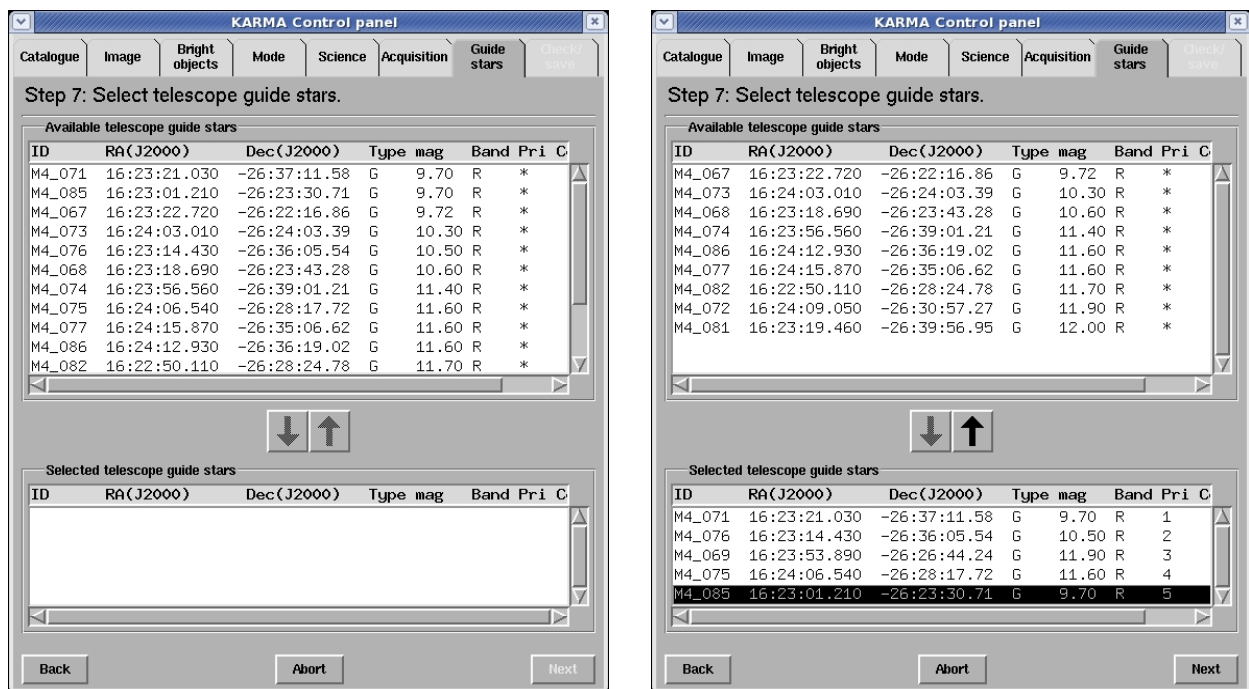 KARMA Control panel
Catalogue Image Bright objects Mode Science Acquisition Guide stars Check/ save
Step 7: Select telescope guide stars.
Available telescope guide stars
ID RA(J2000) Dec(J2000) Type mag Band Pri C
M4_071 16:23:21.030 -26:37:11.58 G 9.70 R *
M4_085 16:23:01.210 -26:23:30.71 G 9.70 R *
M4_067 16:23:22.720 -26:22:16.86 G 9.72 R *
M4_073 16:24:03.010 -26:24:03.39 G 10.30 R *
M4_076 16:23:14.430 -26:36:05.54 G 10.50 R *
M4_068 16:23:18.690 -26:23:43.28 G 10.60 R *
M4_074 16:23:56.560 -26:39:01.21 G 11.40 R *
M4_075 16:24:06.540 -26:28:17.72 G 11.60 R *
M4_077 16:24:15.870 -26:35:06.62 G 11.60 R *
M4_086 16:24:12.930 -26:36:19.02 G 11.60 R *
M4_082 16:22:50.110 -26:28:24.78 G 11.70 R *
Selected telescope guide stars
ID RA(J2000) Dec(J2000) Type mag Band Pri C
Back Abort Next
KARMA Control panel
Catalogue Image Bright objects Mode Science Acquisition Guide stars Check/ save
Step 7: Select telescope guide stars.
Available telescope guide stars
ID RA(J2000) Dec(J2000) Type mag Band Pri C
M4_067 16:23:22.720 -26:22:16.86 G 9.72 R *
M4_073 16:24:03.010 -26:24:03.39 G 10.30 R *
M4_068 16:23:18.690 -26:23:43.28 G 10.60 R *
M4_074 16:23:56.560 -26:39:01.21 G 11.40 R *
M4_086 16:24:12.930 -26:36:19.02 G 11.60 R *
M4_077 16:24:15.870 -26:35:06.62 G 11.60 R *
M4_082 16:22:50.110 -26:28:24.78 G 11.70 R *
M4_072 16:24:09.050 -26:30:57.27 G 11.90 R *
M4_081 16:23:19.460 -26:39:56.95 G 12.00 R *
Selected telescope guide stars
ID RA(J2000) Dec(J2000) Type mag Band Pri C
M4_071 16:23:21.030 -26:37:11.58 G 9.70 R 1
M4_076 16:23:14.430 -26:36:05.54 G 10.50 R 2
M4_069 16:23:53.890 -26:26:44.24 G 11.90 R 3
M4_075 16:24:06.540 -26:28:17.72 G 11.60 R 4
M4_085 16:23:01.210 -26:23:30.71 G 9.70 R 5
Back Abort Next